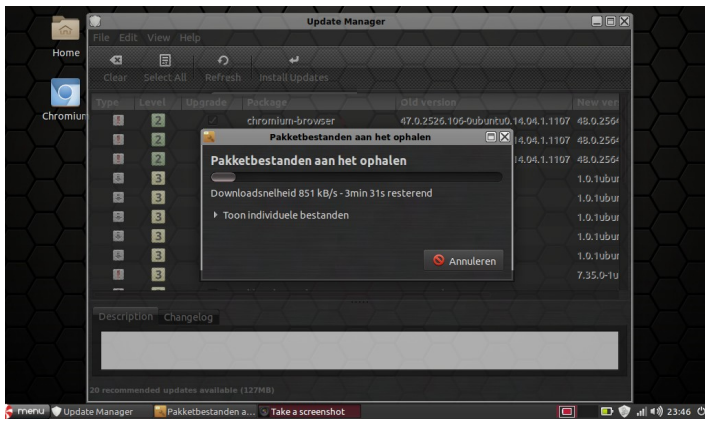 Home
Chromium
Update Manager
File Edit View Help
Clear Select All Refresh Install Updates
Type Level Upgrade Package Old version New ver
2 chromium-browser 47.0.2526.106-0ubuntu0.14.04.1.1107 48.0.2564
2 14.04.1.1107 48.0.2564
2 14.04.1.1107 48.0.2564
3 1.0.1ubur
3 1.0.1ubur
3 1.0.1ubur
3 1.0.1ubur
3 1.0.1ubur
3 7.35.0-1u
Pakketbestanden aan het ophalen
Pakketbestanden aan het ophalen
Downloadsnelheid 851 kB/s - 3min 31s resterend
Toon individuele bestanden
Annuleren
Description Changelog
20 recommended updates available (127MB)
menu Update Manager Pakketbestanden a... Take a screenshot 23:46